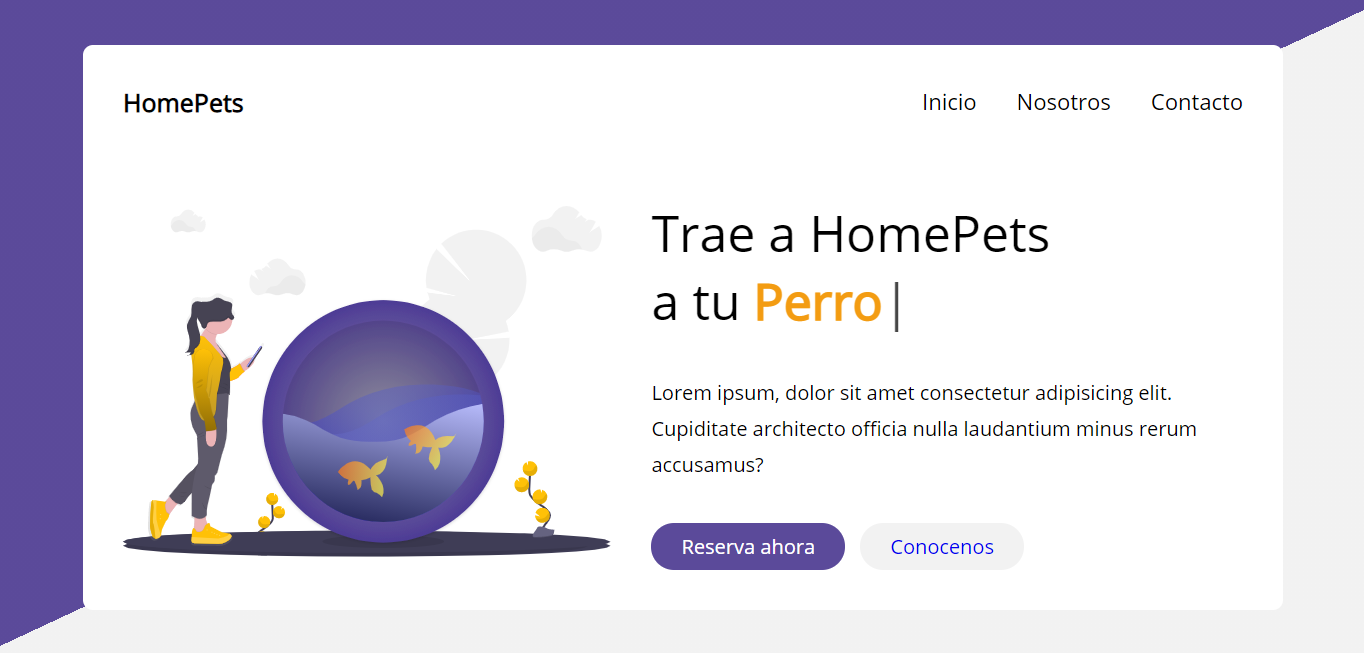 HomePets
Inicio Nosotros Contacto
Trae a HomePets
a tu Perro|
Lorem ipsum, dolor sit amet consectetur adipisicing elit.
Cupiditate architecto officia nulla laudantium minus rerum
accusamus?
Reserva ahora
Conocenos